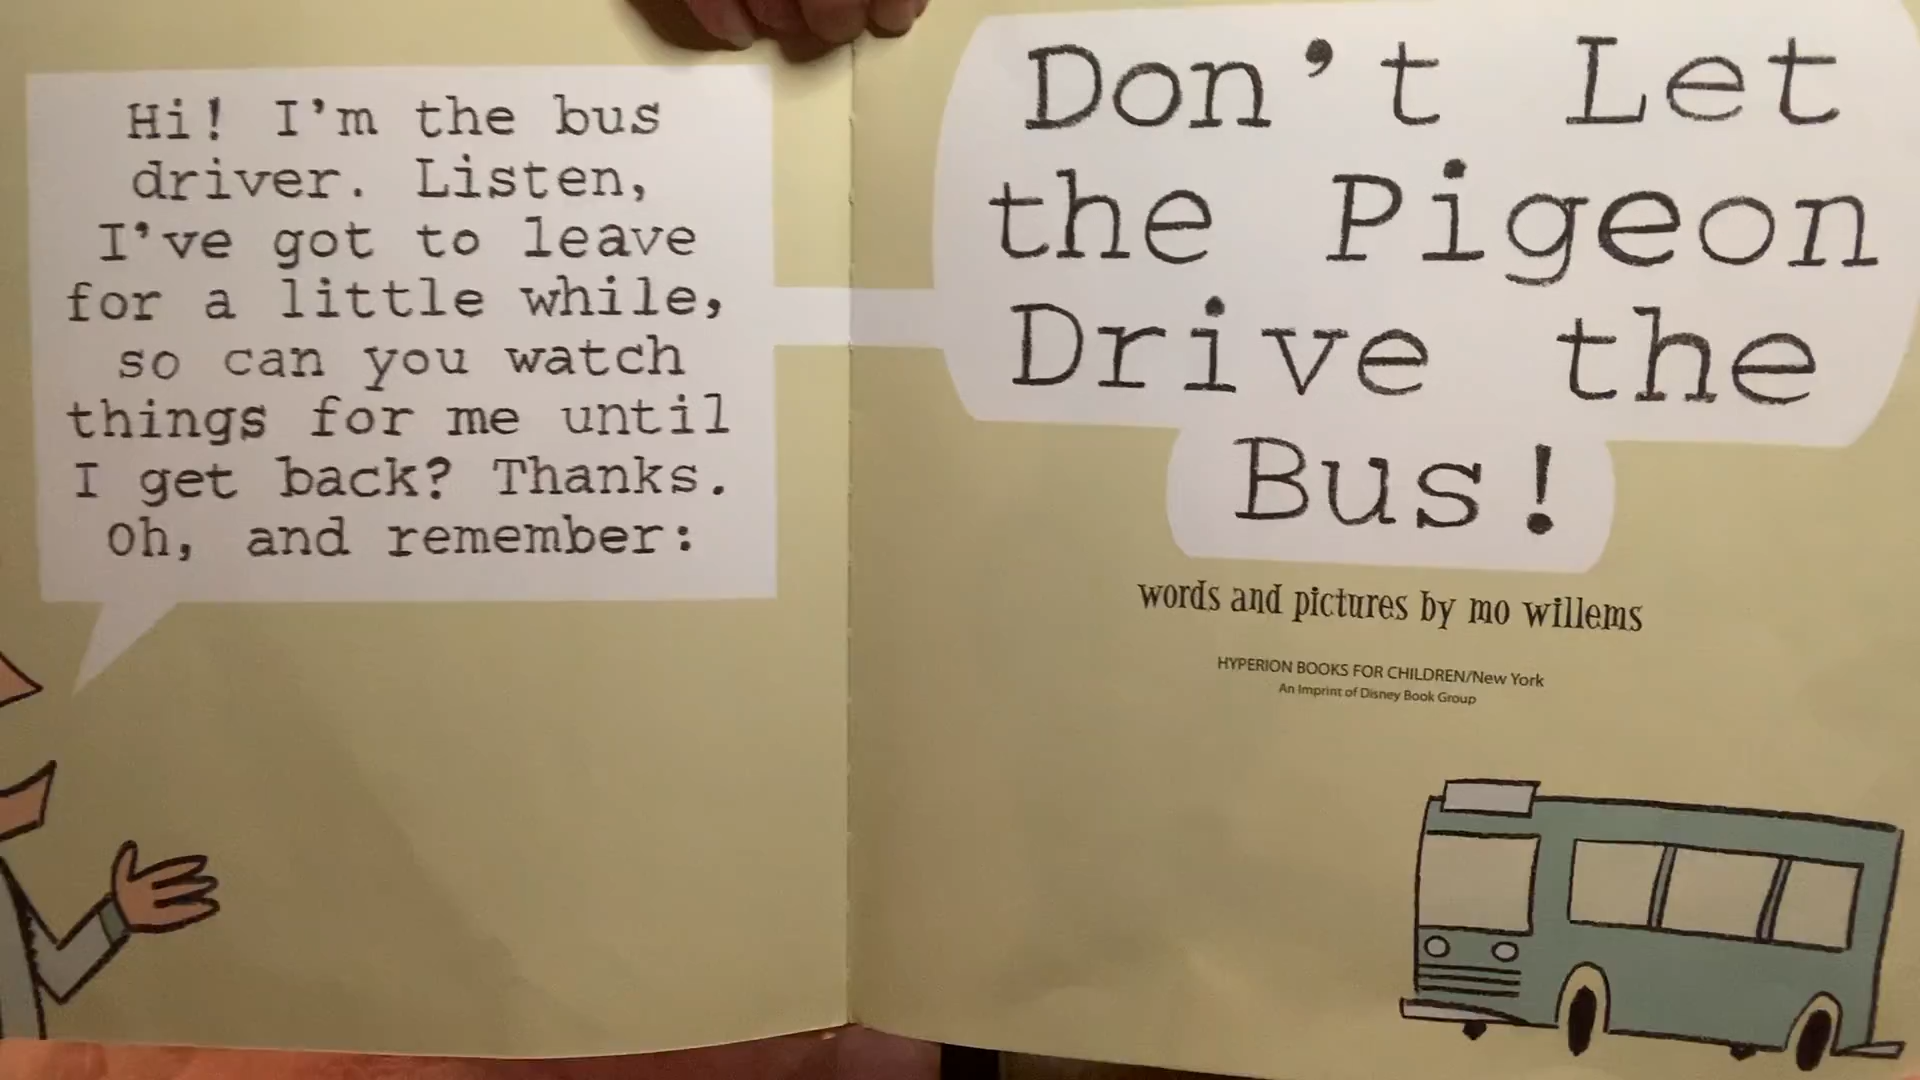 Hi! I'm the bus
driver. Listen,
I've got to leave
for a little while,
so can you watch
things for me until
I get back? Thanks.
Oh, and remember:
Don't Let
the Pigeon
Drive the
Bus!
words and pictures by mo willems
HYPERION BOOKS FOR CHILDREN/New York
An Imprint of Disney Book Group